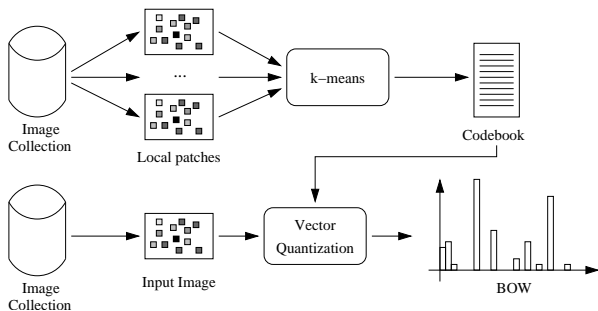 ...
k−means
Image
Collection
Local patches
Codebook
Vector
Quantization
Image
Collection
Input Image
BOW